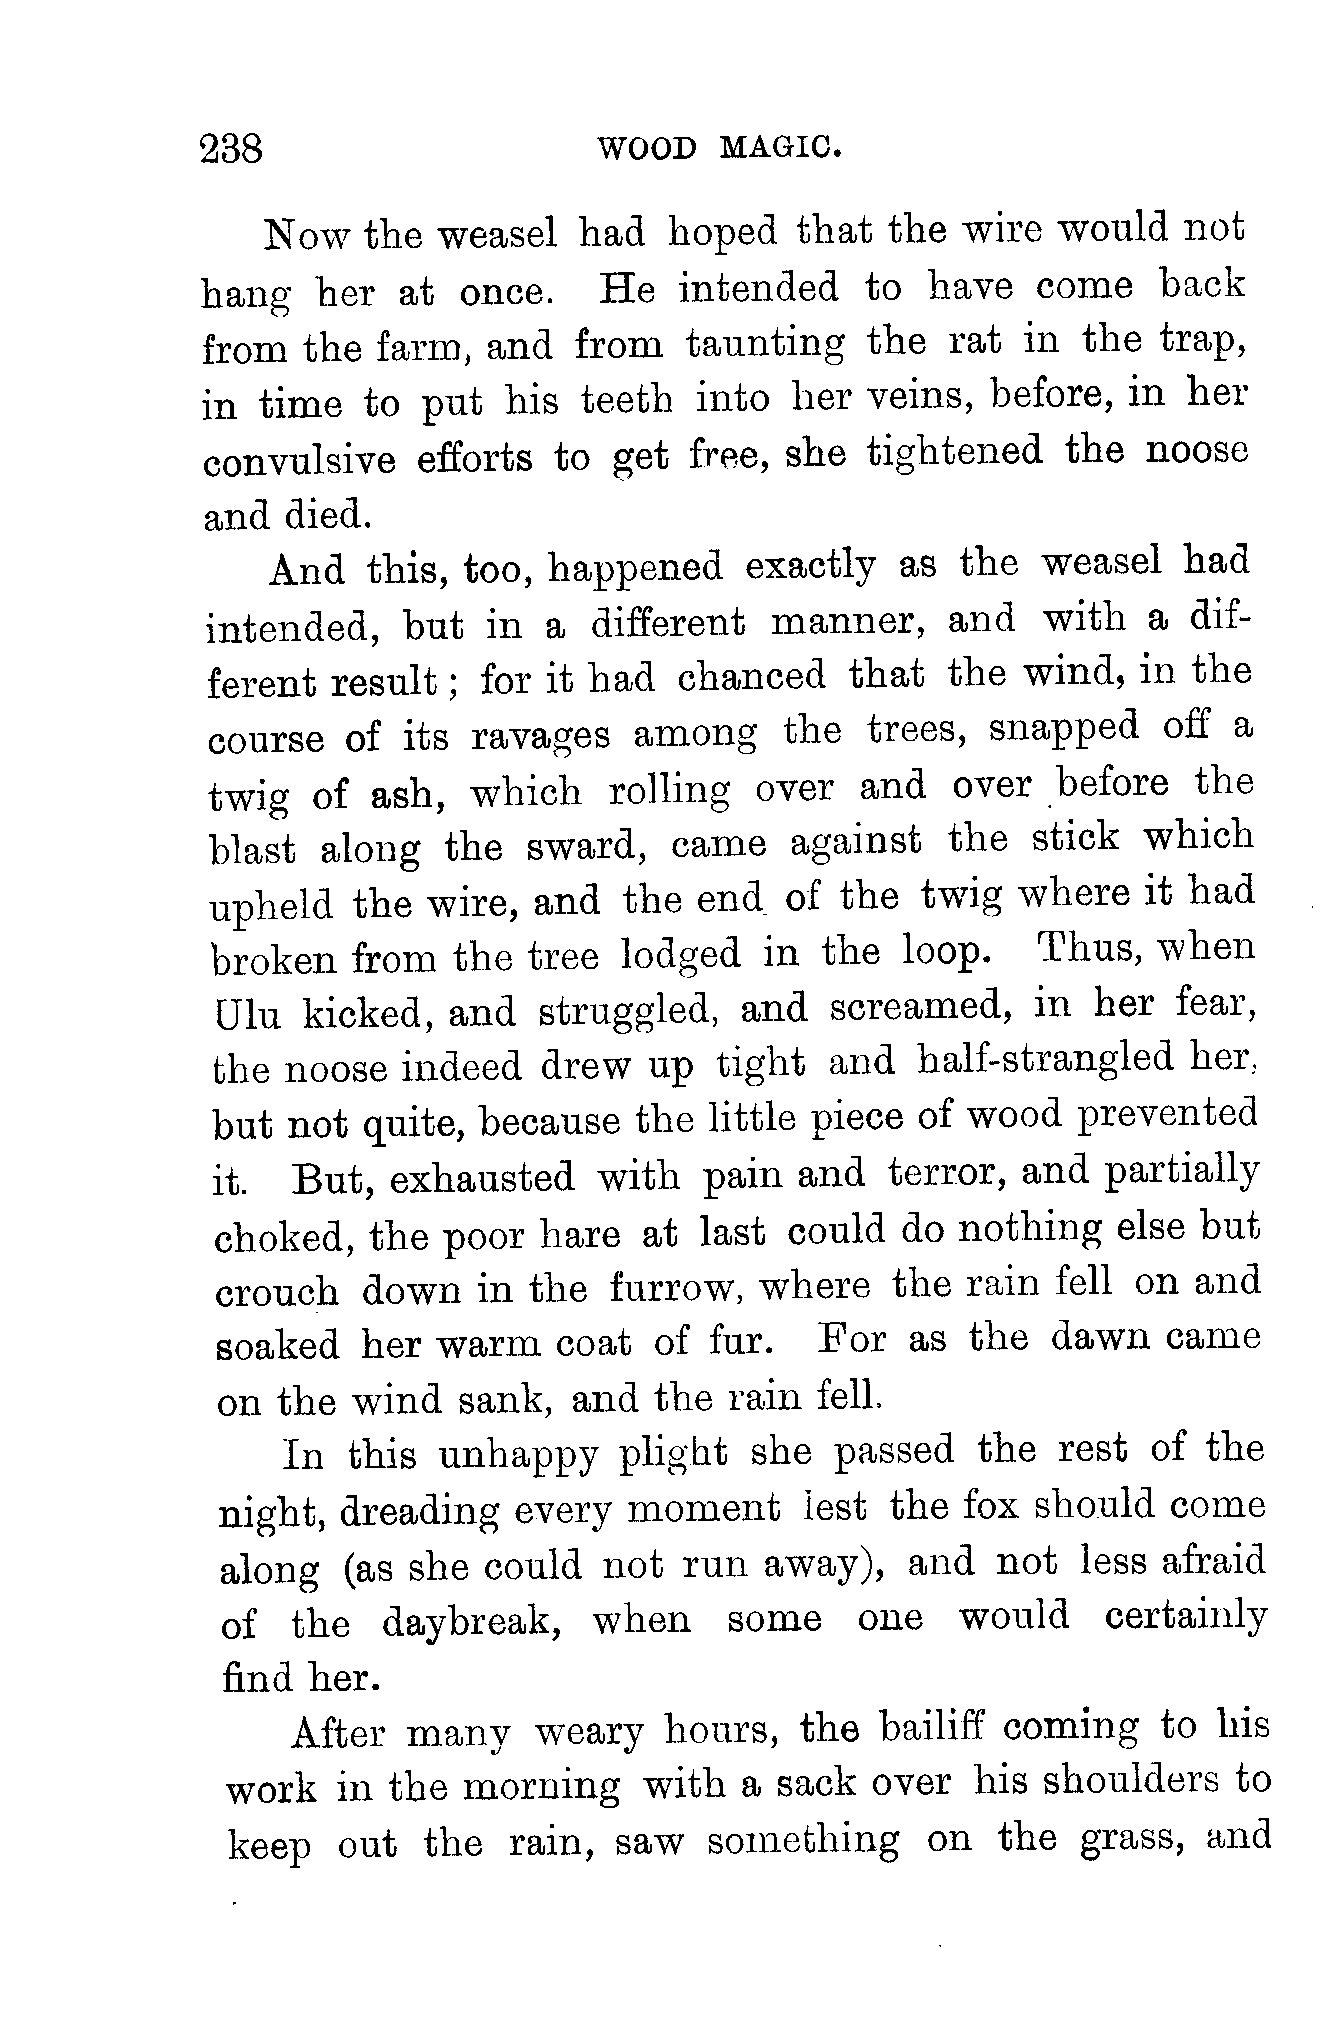 238 WOOD MAGIC.
Now the weasel had hoped that the wire would not
hang her at once. He intended to have come back
from the farm, and from taunting the rat in the trap,
in time to put his teeth into her veins, before, in her
convulsive efforts to get free, she tightened the noose
and died.
And this, too, happened exactly as the weasel had
intended, but in a different manner, and with a dif-
ferent result; for it had chanced that the wind, in the
course of its ravages among the trees, snapped off a
twig of ash, which rolling over and over before the
blast along the sward, came against the stick which
upheld the wire, and the end of the twig where it had
broken from the tree lodged in the loop. Thus, when
Ulu kicked, and struggled, and screamed, in her fear,
the noose indeed drew up tight and half-strangled her,
but not quite, because the little piece of wood prevented
it. But, exhausted with pain and terror, and partially
choked, the poor hare at last could do nothing else but
crouch down in the furrow, where the rain fell on and
soaked her warm coat of fur. For as the dawn came
on the wind sank, and the rain fell.
In this unhappy plight she passed the rest of the
night, dreading every moment lest the fox should come
along (as she could not run away), and not less afraid
of the daybreak, when some one would certainly
find her.
After many weary hours, the bailiff coming to his
work in the morning with a sack over his shoulders to
keep out the rain, saw something on the grass, and